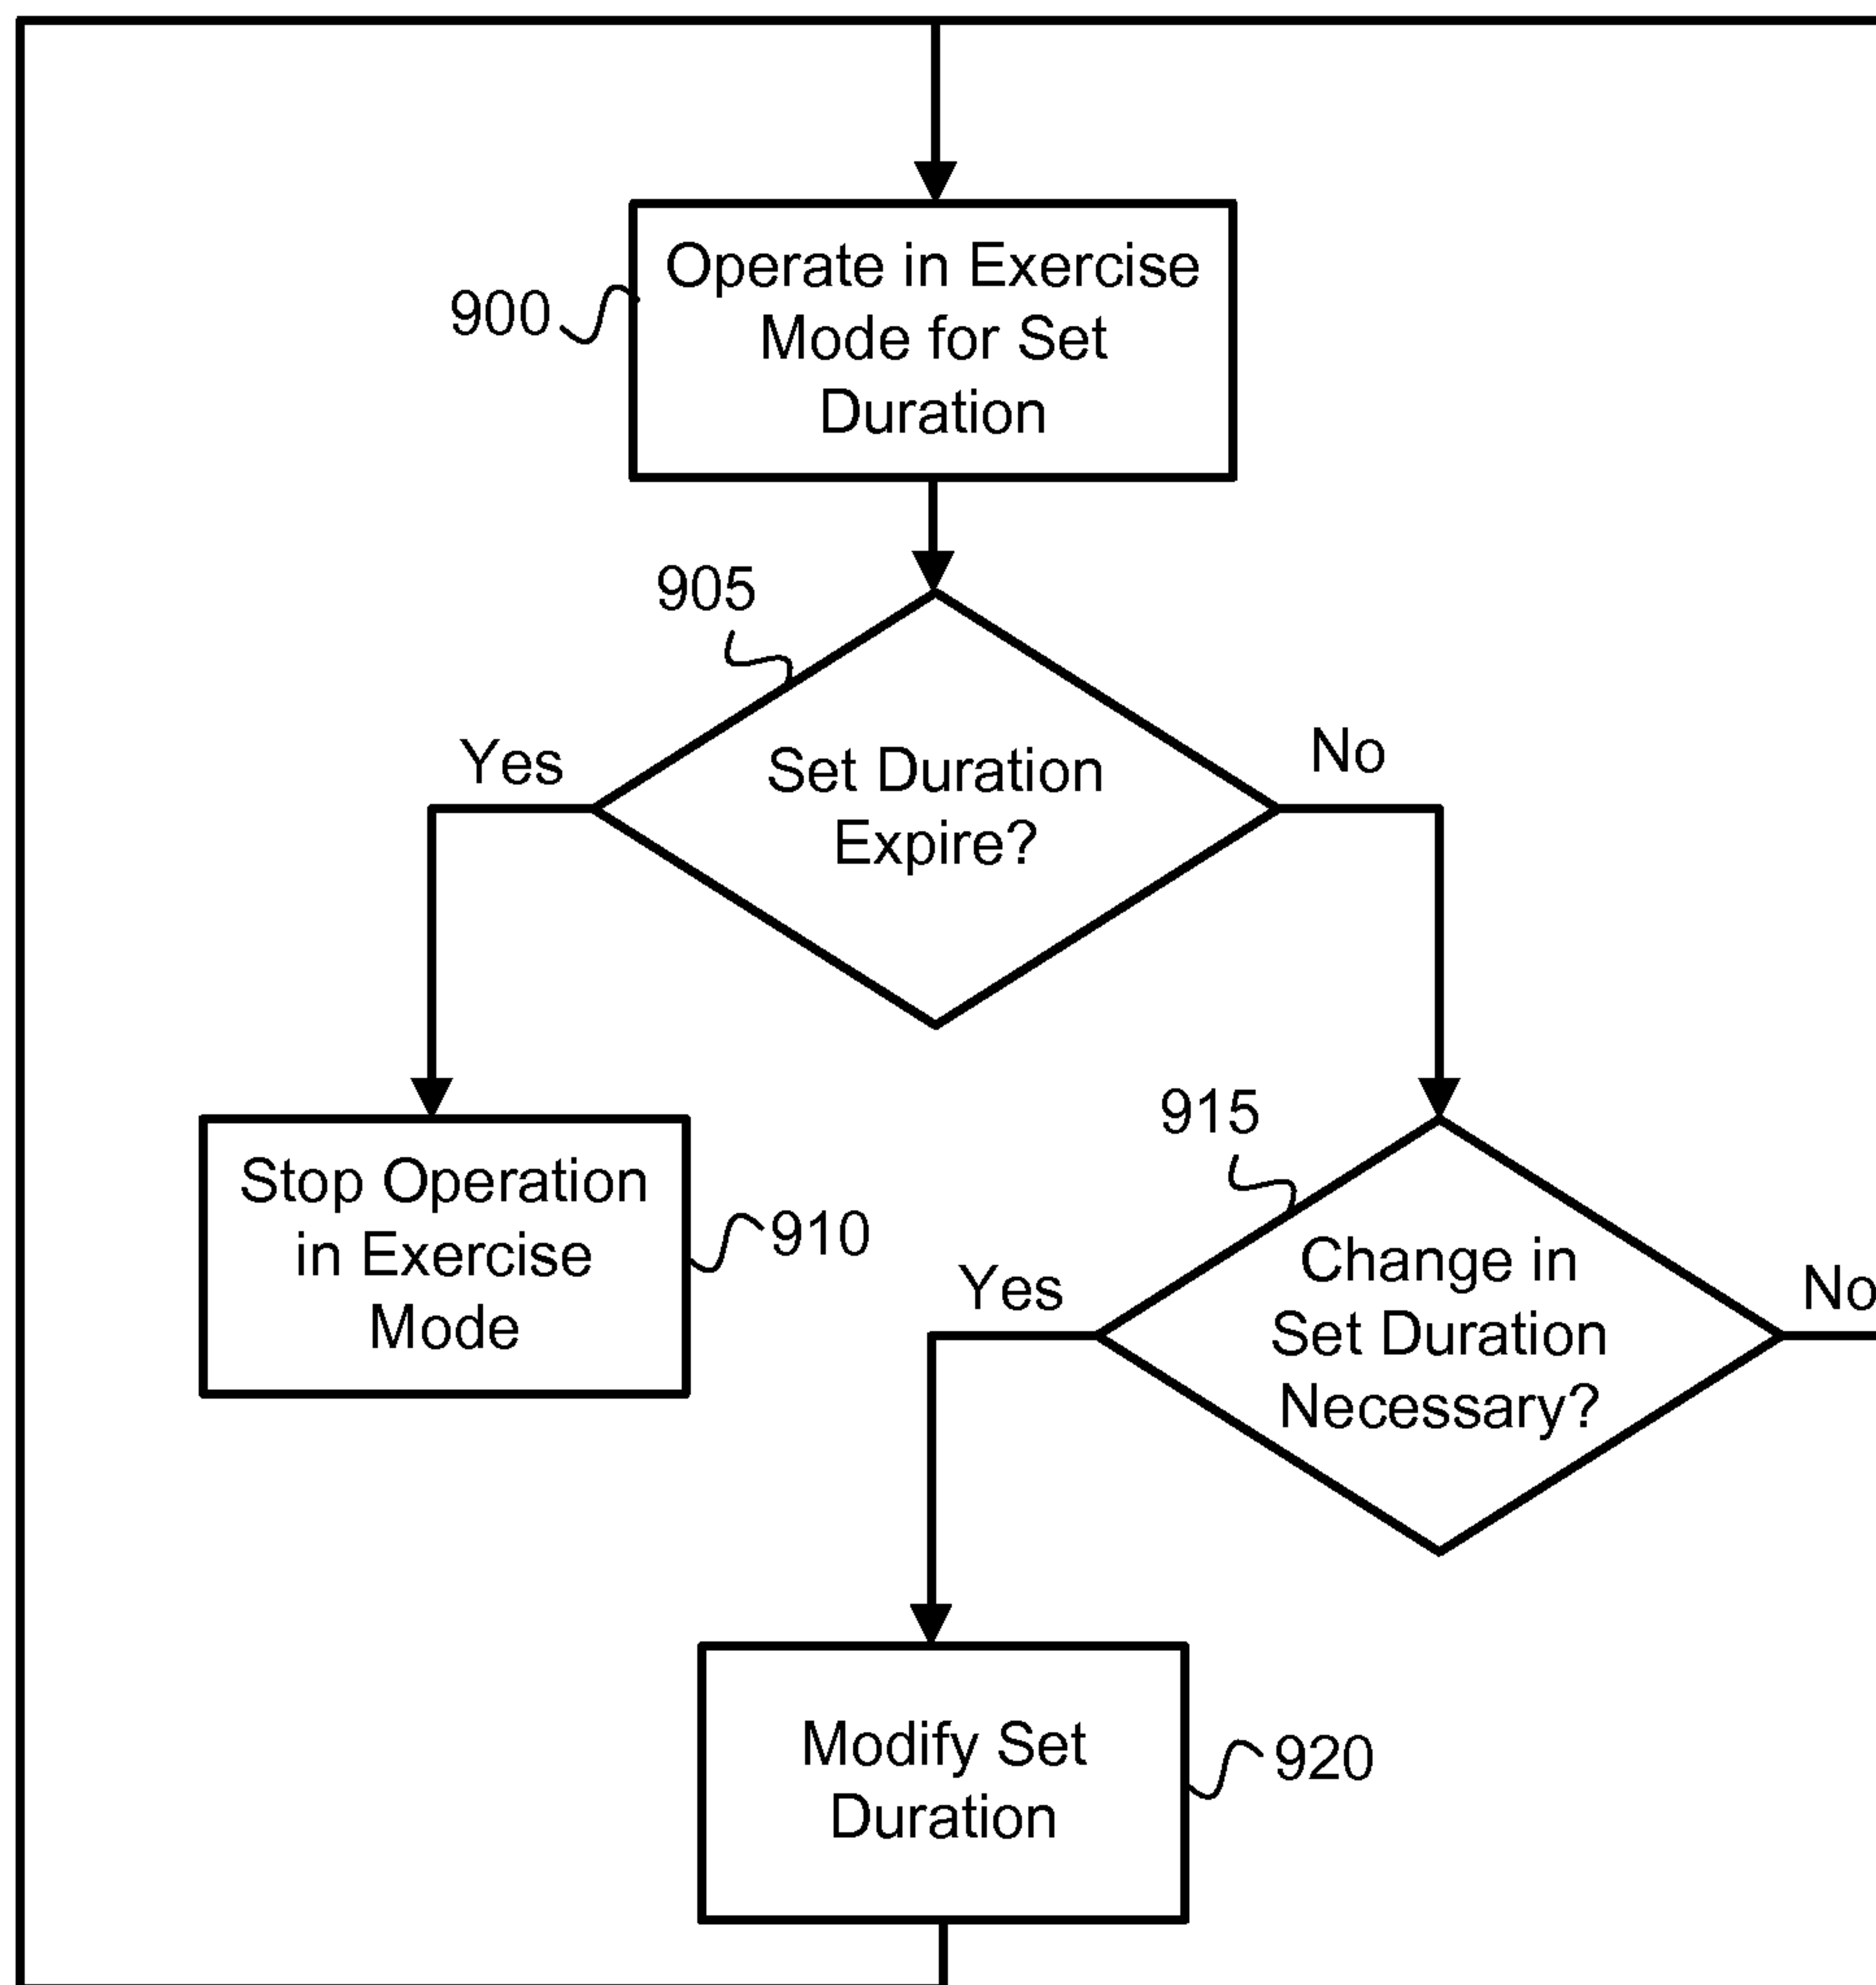 Operate in Exercise
Mode for Set
Duration
900
905
Yes
Set Duration
Expire?
No
Stop Operation
in Exercise
Mode
910
915
Yes
Change in
Set Duration
Necessary?
No
Modify Set
Duration
920